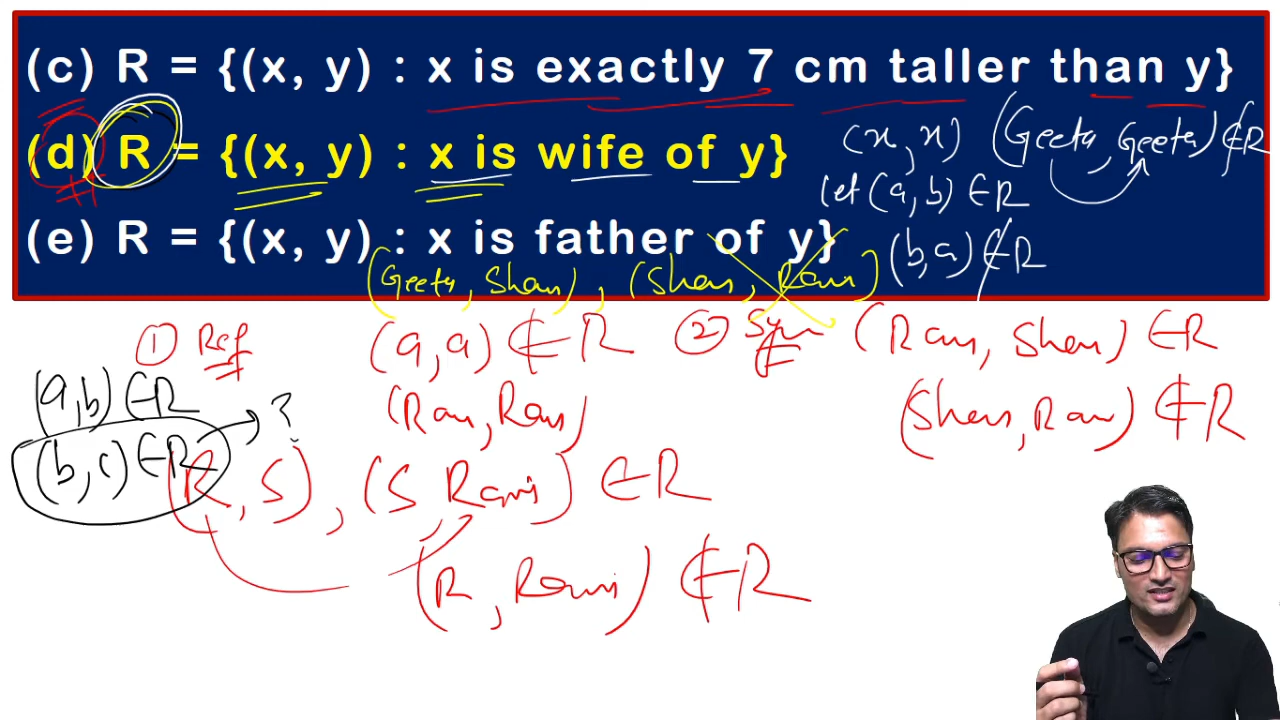 (c) R = {(x, y) : x is exactly 7 cm taller than y}
(d) R = {(x, y) : x is wife of y}
(x, x) (Geeta, Geeta) ∉ R
let (a, b) ∈ R
(e) R = {(x, y) : x is father of y}
(b, a) ∉ R
(Geeta, Sham), (Sham, Ram)
① Ref (a, a) ∉ R ② Sym (Ram, Sham) ∈ R
(a, b) ∈ R (Ram, Ram) (Sham, Ram) ∉ R
(b, c) ∈ R → ?
(R, S), (S, Rami) ∈ R
(R, Rami) ∉ R